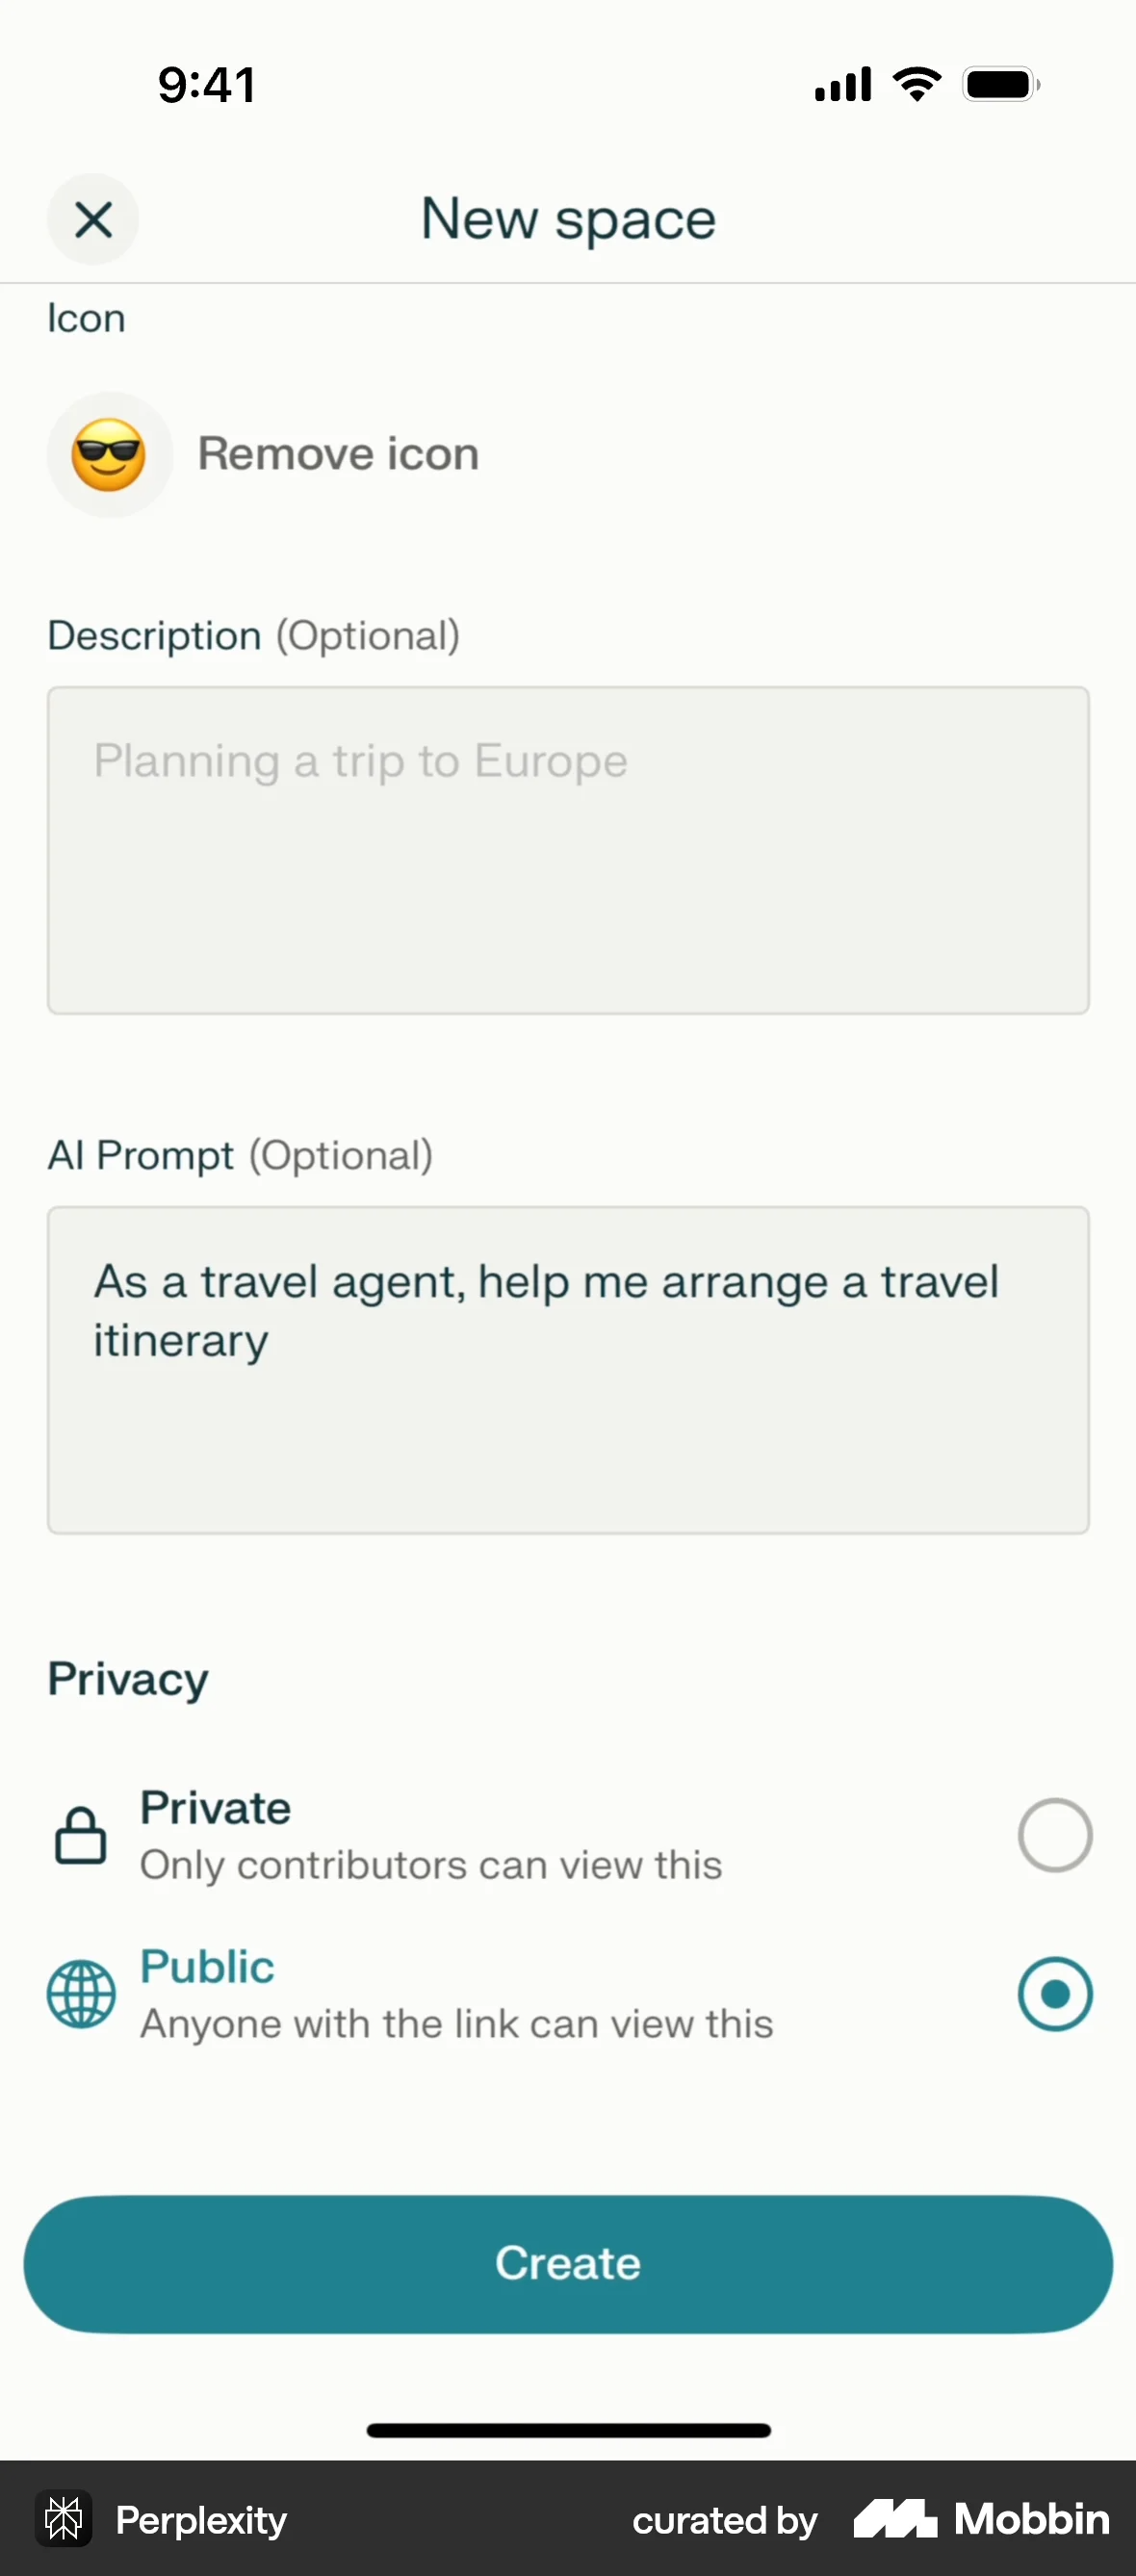 9:41
New space
Icon
Remove icon
Description (Optional)
Planning a trip to Europe
AI Prompt (Optional)
As a travel agent, help me arrange a travel
itinerary
Privacy
Private
Only contributors can view this
Public
Anyone with the link can view this
Create
Perplexity
curated by Mobbin